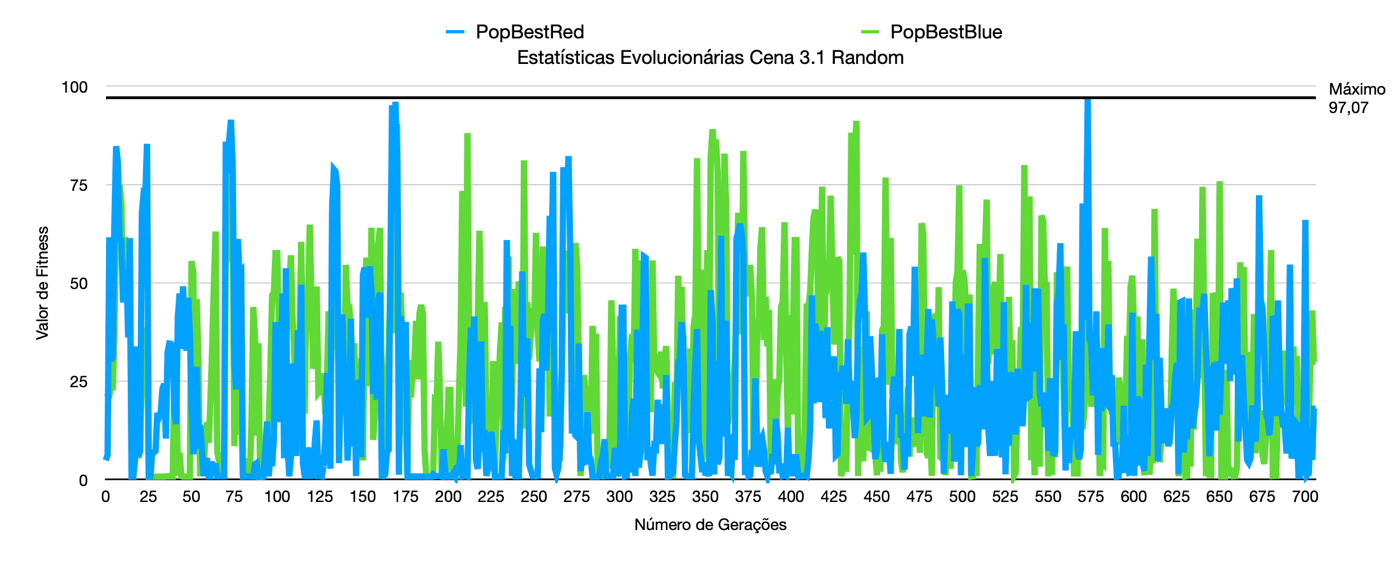 PopBestRed PopBestBlue
Estatísticas Evolucionárias Cena 3.1 Random
100
Máximo
97,07
75
Valor de Fitness
50
25
0
0 25 50 75 100 125 150 175 200 225 250 275 300 325 350 375 400 425 450 475 500 525 550 575 600 625 650 675 700
Número de Gerações